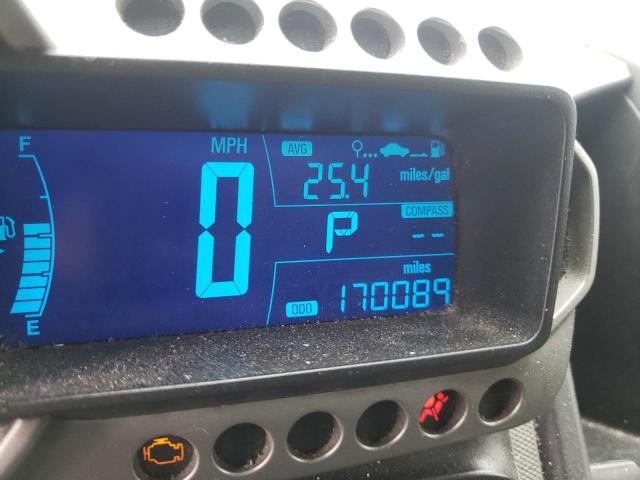 F
MPH
AVG
25.4 miles/gal
0
P
COMPASS
--
miles
E
ODO 170089